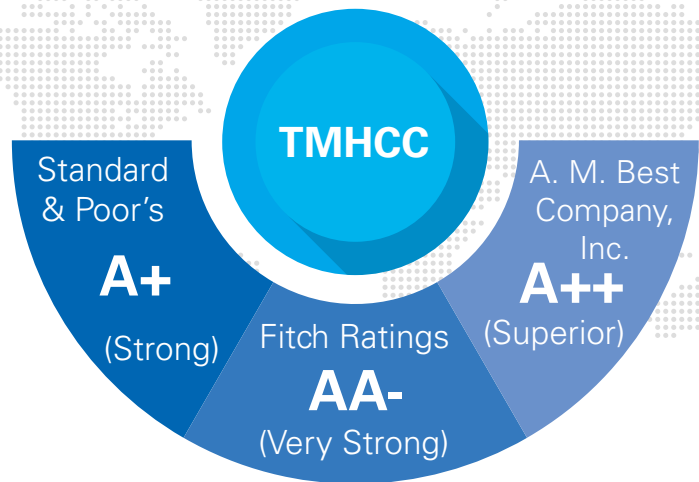 TMHCC
Standard
& Poor's
A+
(Strong)
Fitch Ratings
AA-
(Very Strong)
A. M. Best
Company,
Inc.
A++
(Superior)